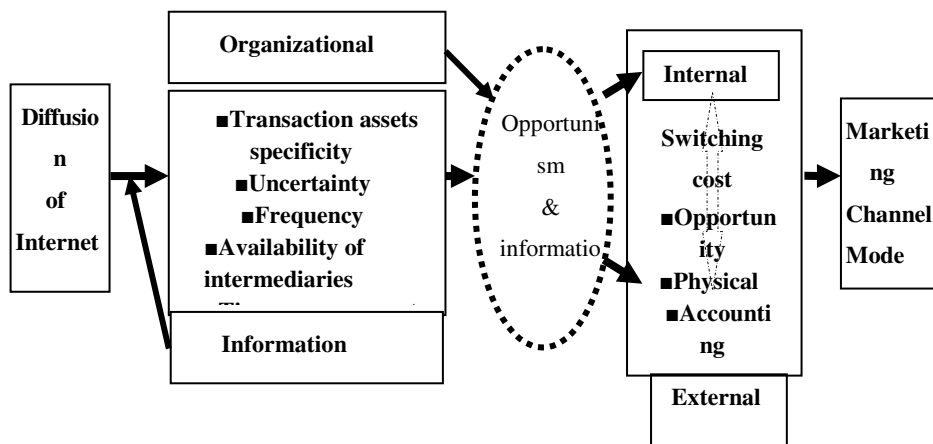 Diffusio
n
of
Internet
Organizational
■Transaction assets
specificity
■Uncertainty
■Frequency
■Availability of
intermediaries
Information
Opportuni
sm
&
informatio
Internal
Switching
cost
■Opportun
ity
■Physical
■Accounti
ng
External
Marketi
ng
Channel
Mode